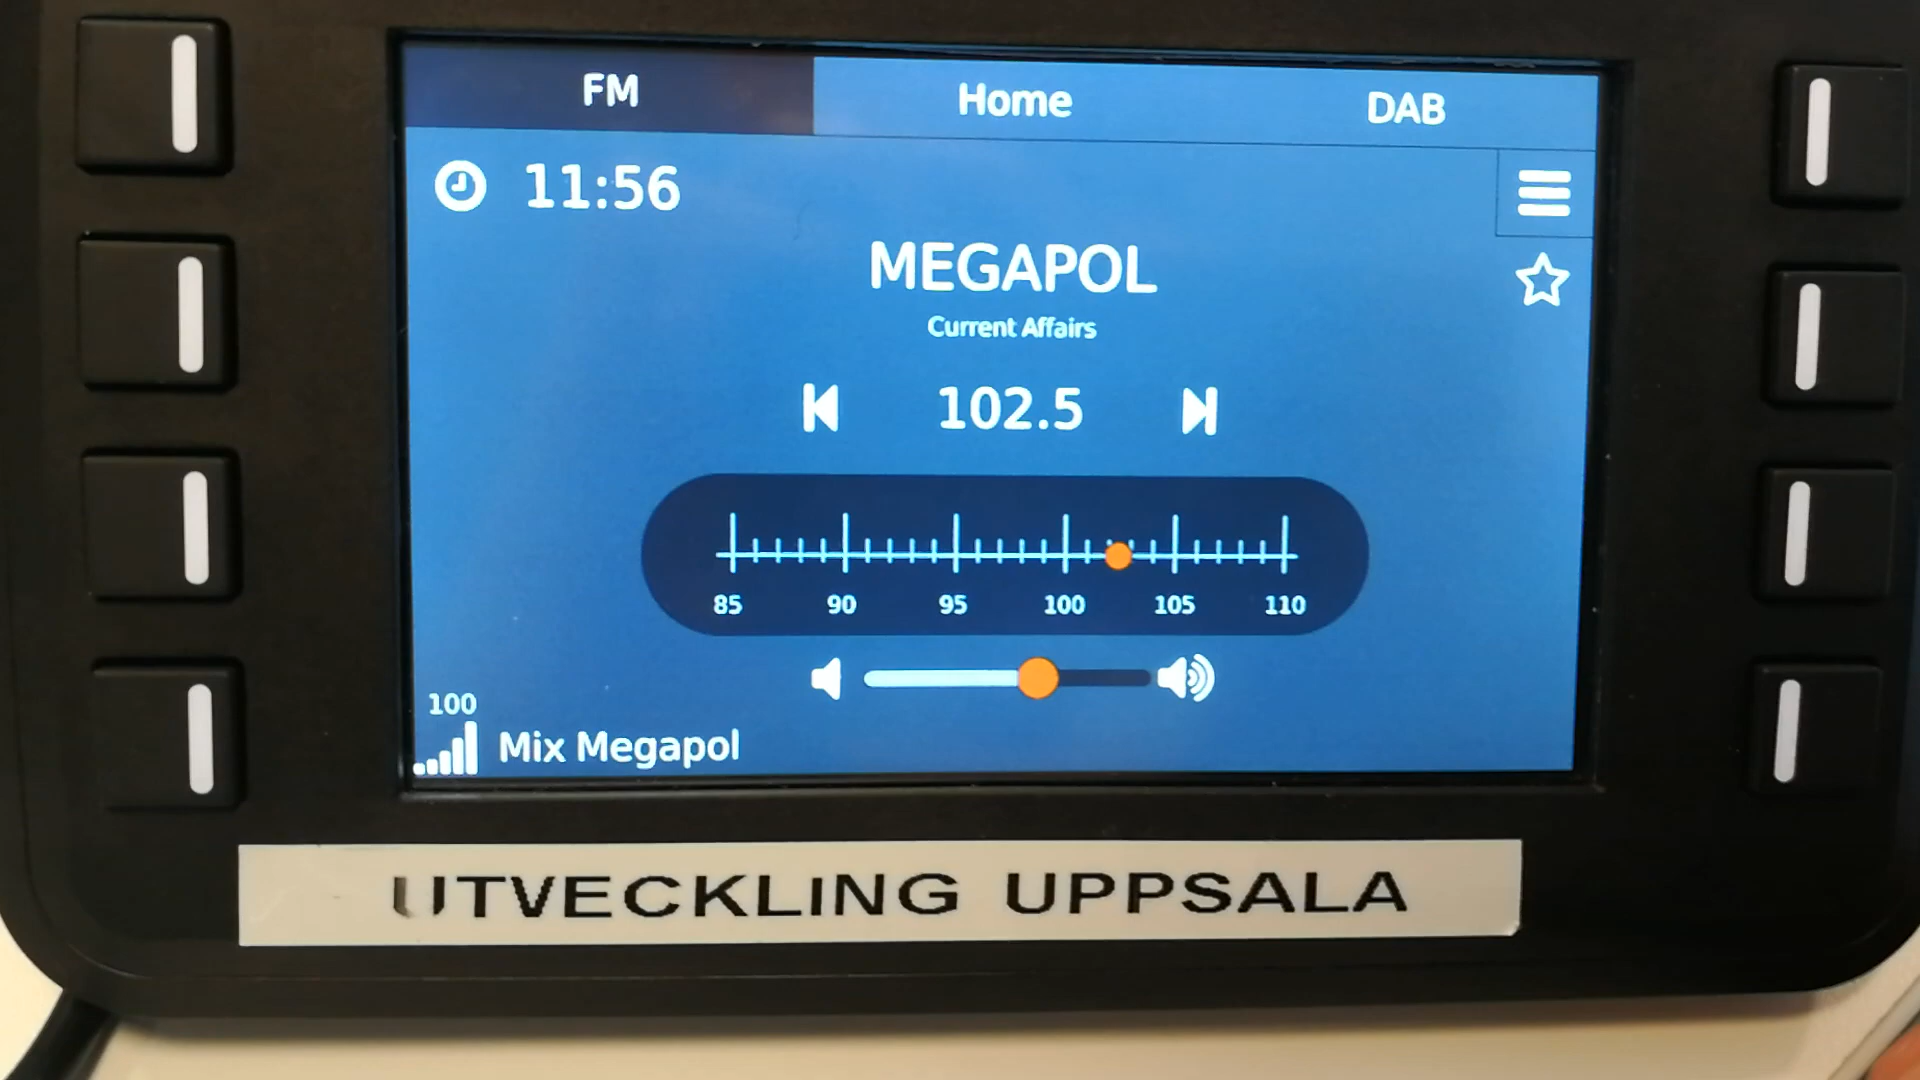 FM Home DAB
11:56
MEGAPOL
Current Affairs
102.5
85 90 95 100 105 110
100
Mix Megapol
UTVECKLING UPPSALA